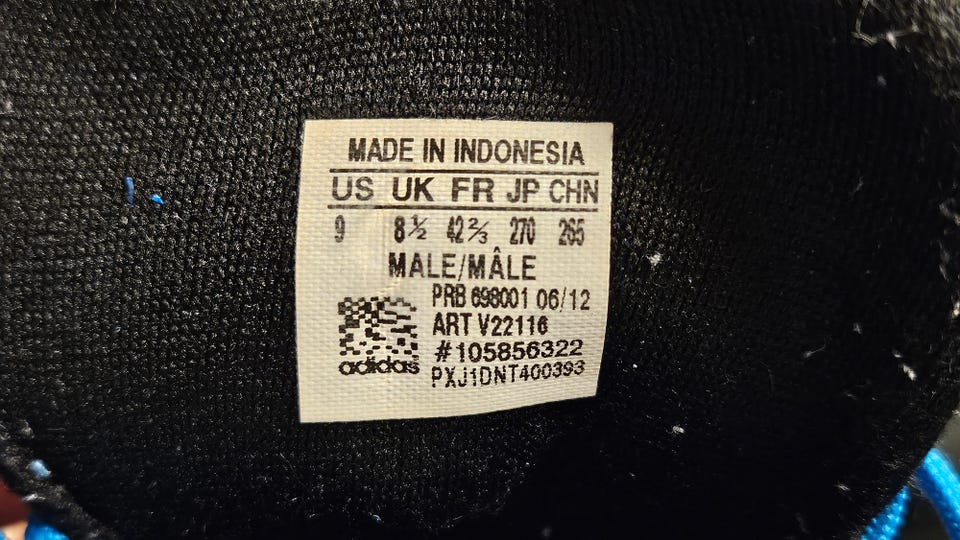 MADE IN INDONESIA
US UK FR JP CHN
9 8½ 42⅔ 270 265
MALE/MÂLE
PRB 698001 06/12
ART V22116
#105856322
adidas PXJ1DNT400393